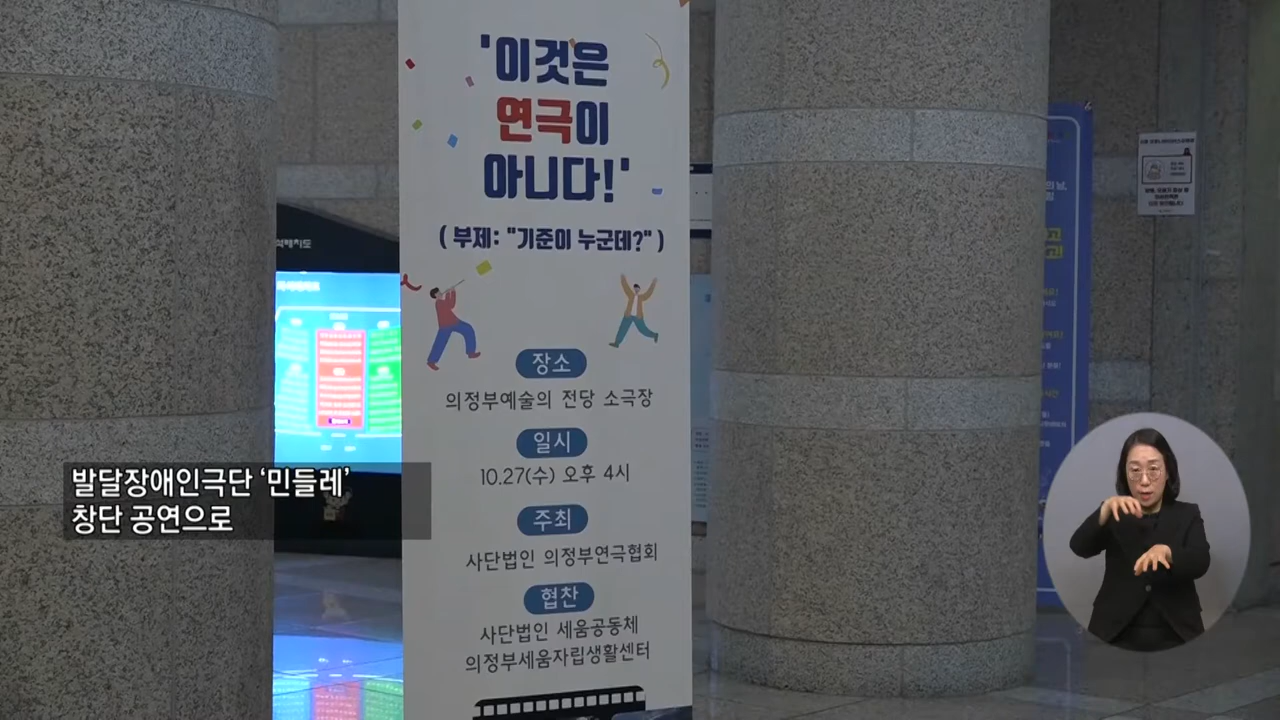 '이것은
연극이
아니다!'
( 부제: "기준이 누군데?" )
장소
의정부예술의 전당 소극장
일시
10.27(수) 오후 4시
주최
사단법인 의정부연극협회
협찬
사단법인 세움공동체
의정부세움자립생활센터
발달장애인극단 ‘민들레’
창단 공연으로